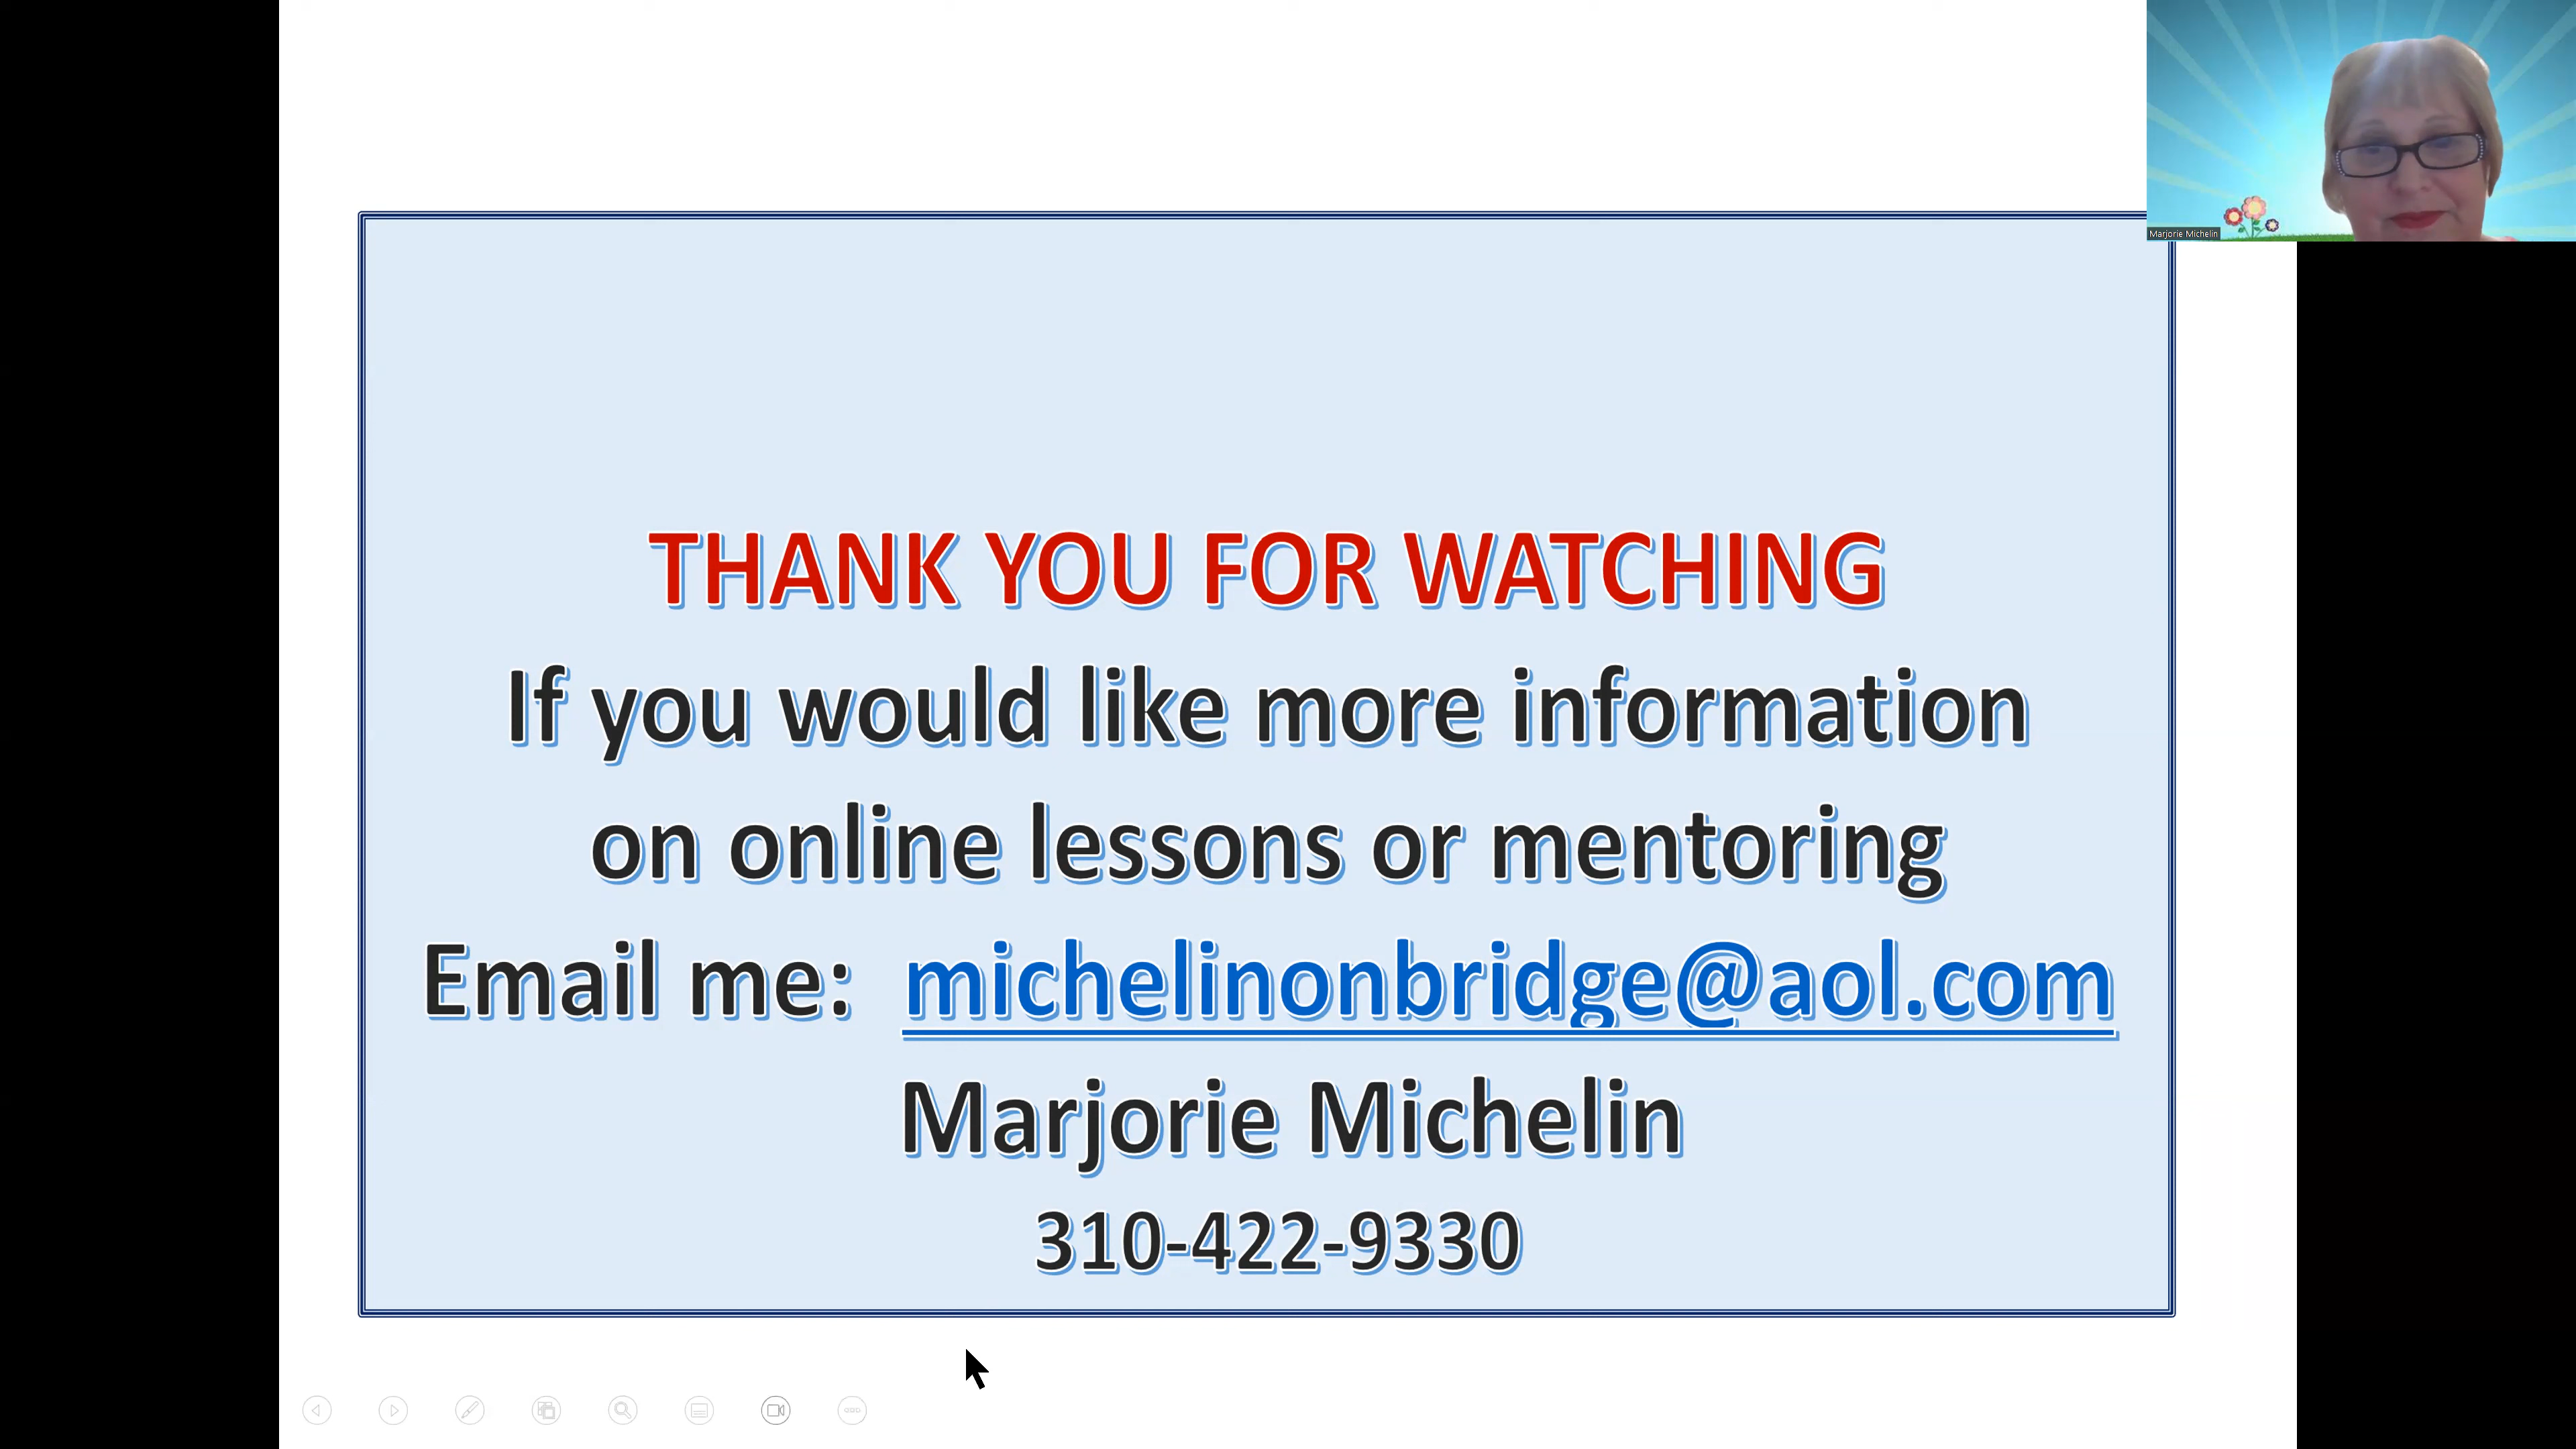 Marjorie Michelin
THANK YOU FOR WATCHING
If you would like more information
on online lessons or mentoring
Email me: michelinonbridge@aol.com
Marjorie Michelin
310-422-9330